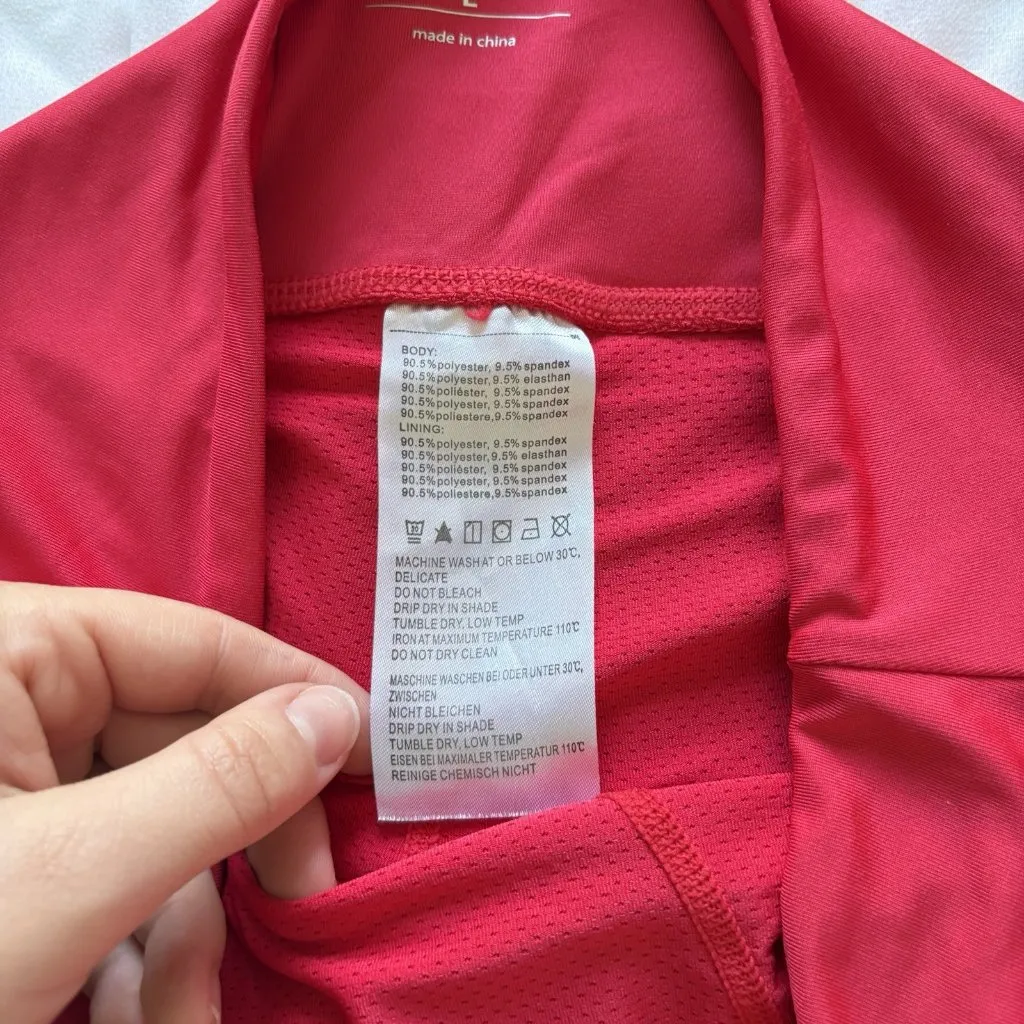 L
made in china
BODY:
90.5%polyester, 9.5% spandex
90.5%polyester, 9.5% elasthan
90.5%poliéster, 9.5% spandex
90.5%polyester, 9.5% spandex
90.5%poliestere,9.5%spandex
LINING:
90.5%polyester, 9.5% spandex
90.5%polyester,9.5% elasthan
90.5%poliéster, 9.5% spandex
90.5%polyester, 9.5% spandex
90.5%poliestere,9.5%spandex
30
MACHINE WASH AT OR BELOW 30℃,
DELICATE
DO NOT BLEACH
DRIP DRY IN SHADE
TUMBLE DRY, LOW TEMP
IRON AT MAXIMUM TEMPERATURE 110℃
DO NOT DRY CLEAN
MASCHINE WASCHEN BEI ODER UNTER 30℃,
ZWISCHEN
NICHT BLEICHEN
DRIP DRY IN SHADE
TUMBLE DRY, LOW TEMP
EISEN BEI MAXIMALER TEMPERATUR 110℃
REINIGE CHEMISCH NICHT